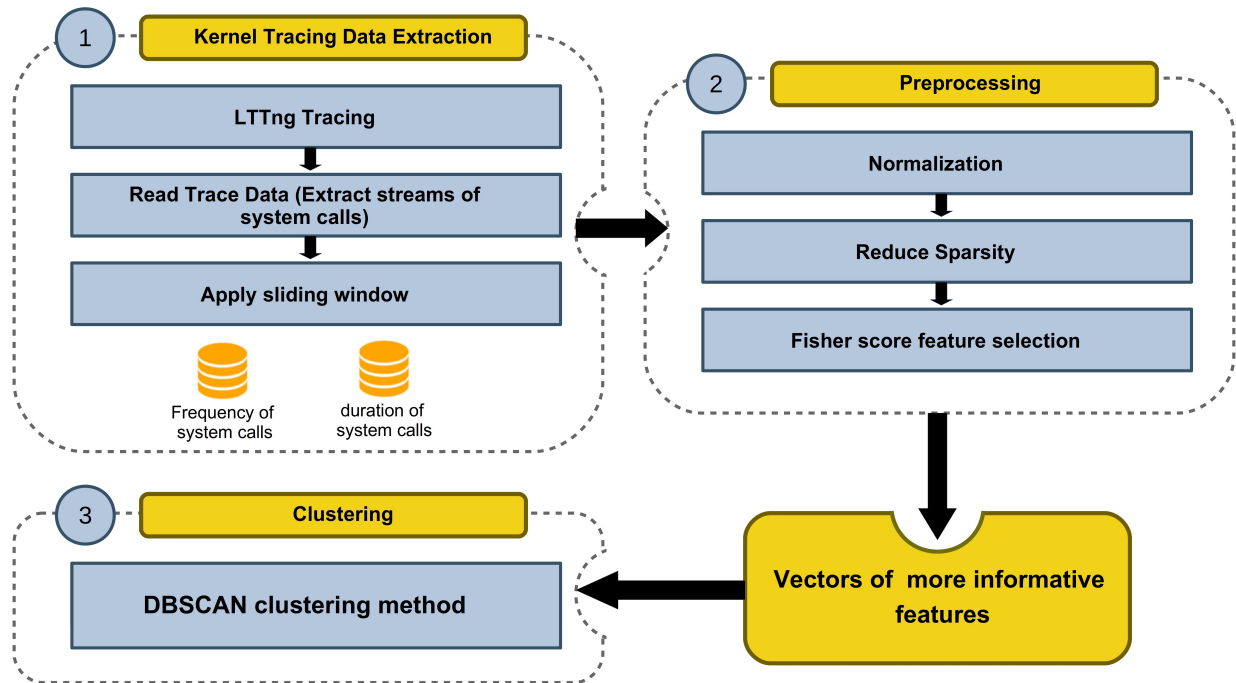 1
Kernel Tracing Data Extraction
LTTng Tracing
Read Trace Data (Extract streams of
system calls)
Apply sliding window
Frequency of
system calls
duration of
system calls
2
Preprocessing
Normalization
Reduce Sparsity
Fisher score feature selection
Vectors of  more informative
features
3
Clustering
DBSCAN clustering method